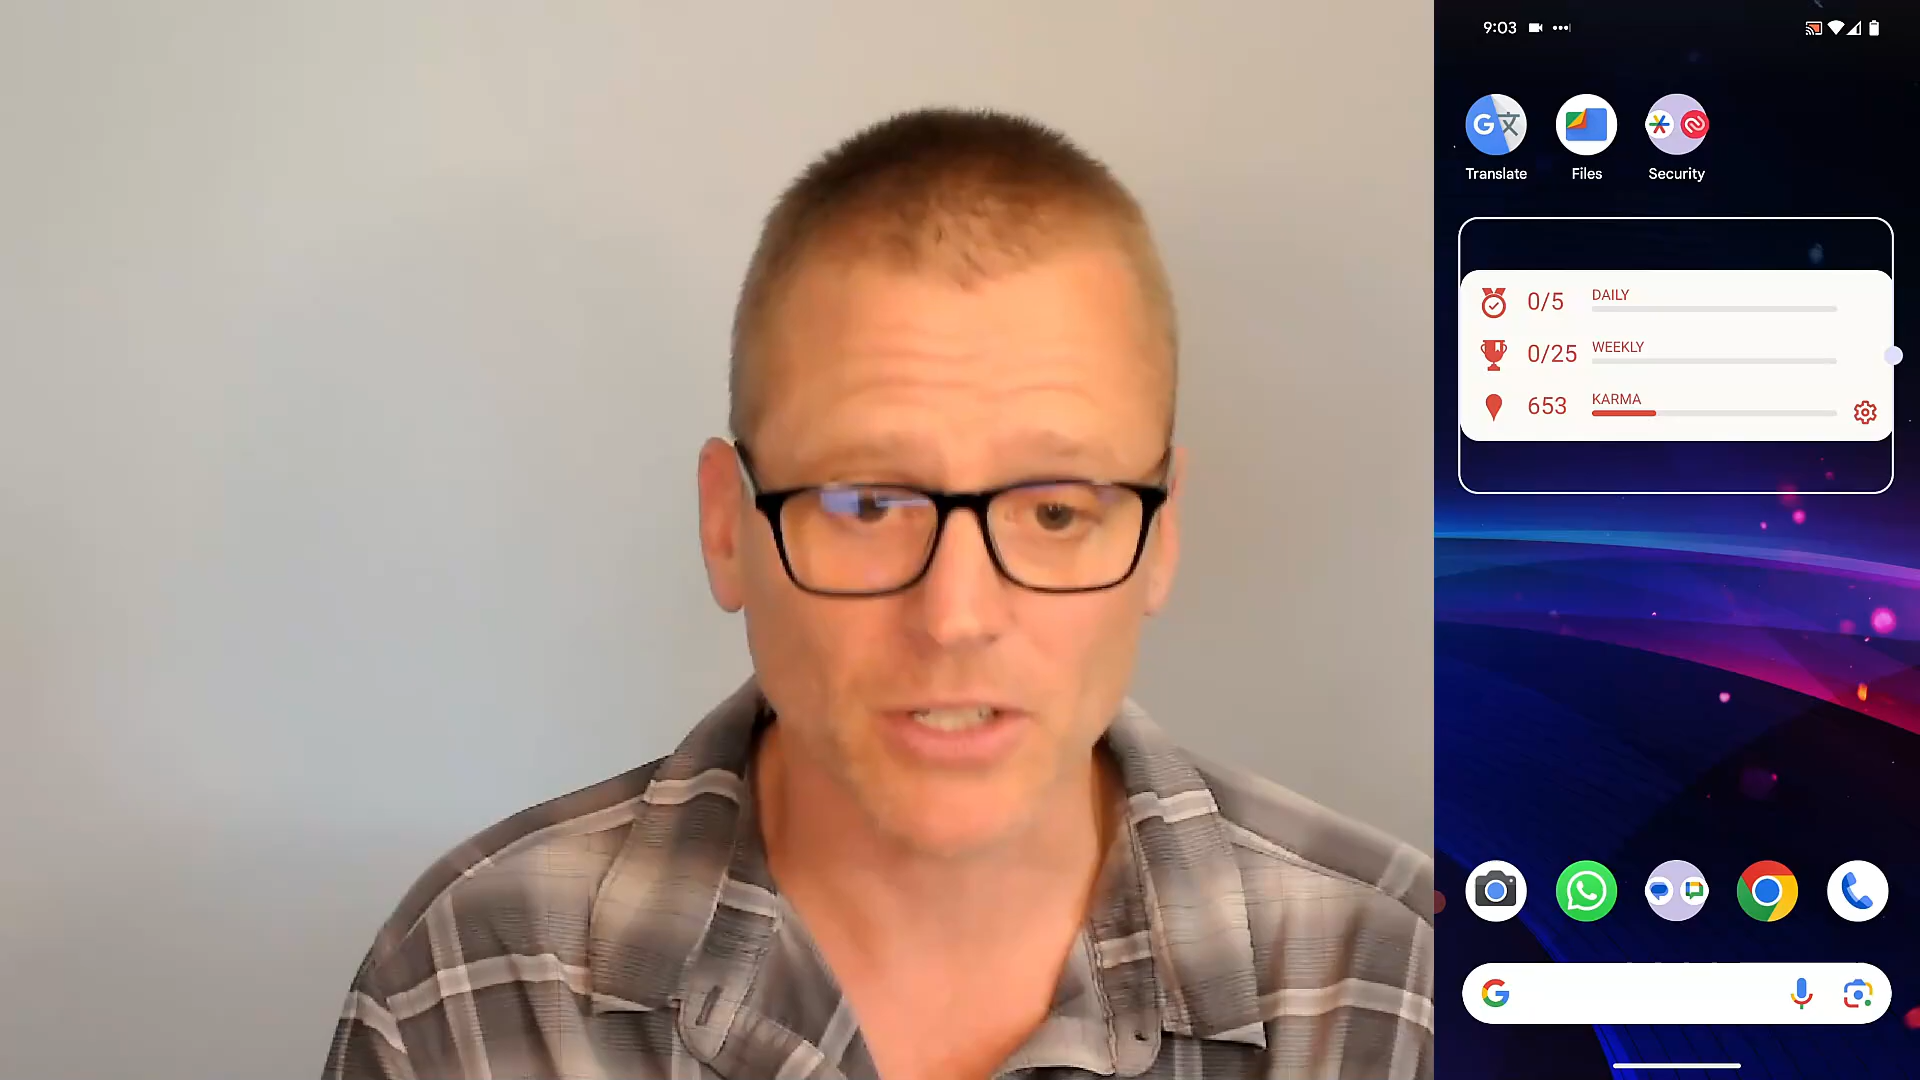 9:03
Translate
Files
Security
0/5 DAILY
0/25 WEEKLY
653 KARMA